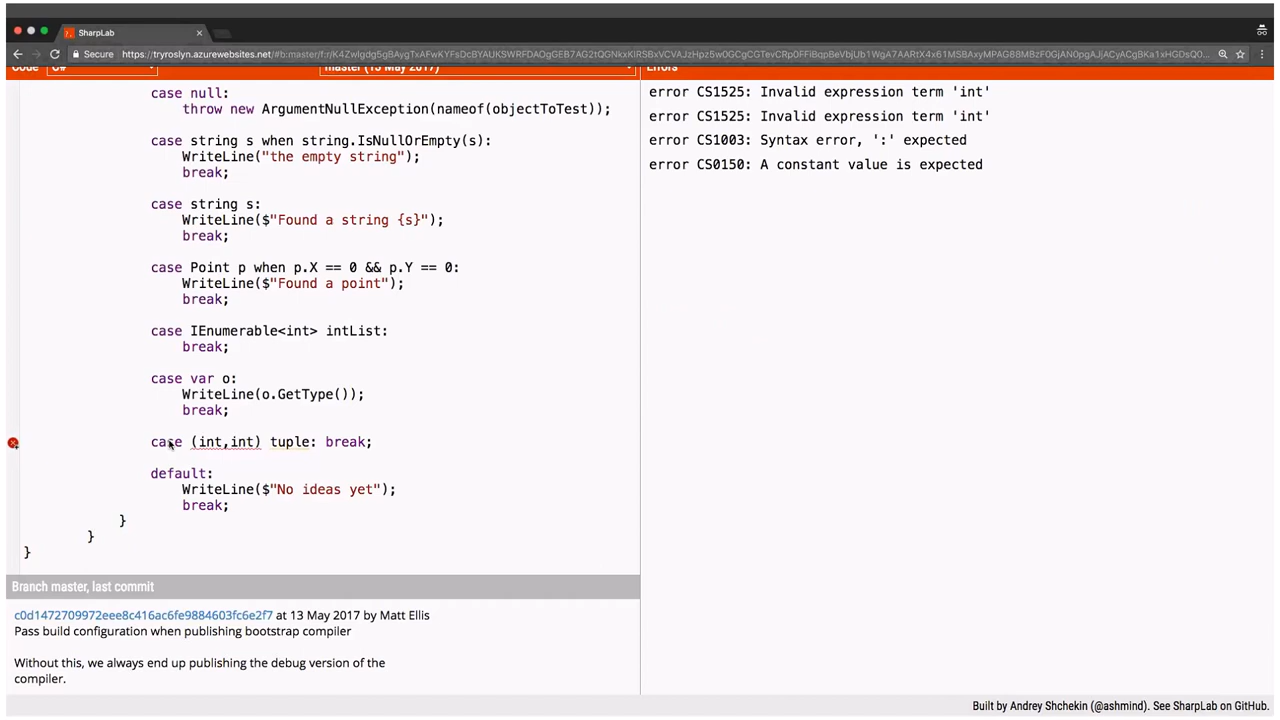 SharpLab
Secure
https://tryroslyn.azurewebsites.net/#b:master/f:r/
Code C#
master (13 May 2017)
Errors
case null:
throw new ArgumentNullException(nameof(objectToTest));
case string s when string.IsNullOrEmpty(s):
WriteLine("the empty string");
break;
case string s:
WriteLine($"Found a string {s}");
break;
case Point p when p.X == 0 && p.Y == 0:
WriteLine($"Found a point");
break;
case IEnumerable<int> intList:
break;
case var o:
WriteLine(o.GetType());
break;
case (int,int) tuple: break;
default:
WriteLine($"No ideas yet");
break;
}
}
}
error CS1525: Invalid expression term 'int'
error CS1525: Invalid expression term 'int'
error CS1003: Syntax error, ':' expected
error CS0150: A constant value is expected
Branch master, last commit
c0d1472709972eee8c416ac6fe9884603fc6e2f7 at 13 May 2017 by Matt Ellis
Pass build configuration when publishing bootstrap compiler
Without this, we always end up publishing the debug version of the
compiler.
Built by Andrey Shchekin (@ashmind). See SharpLab on GitHub.